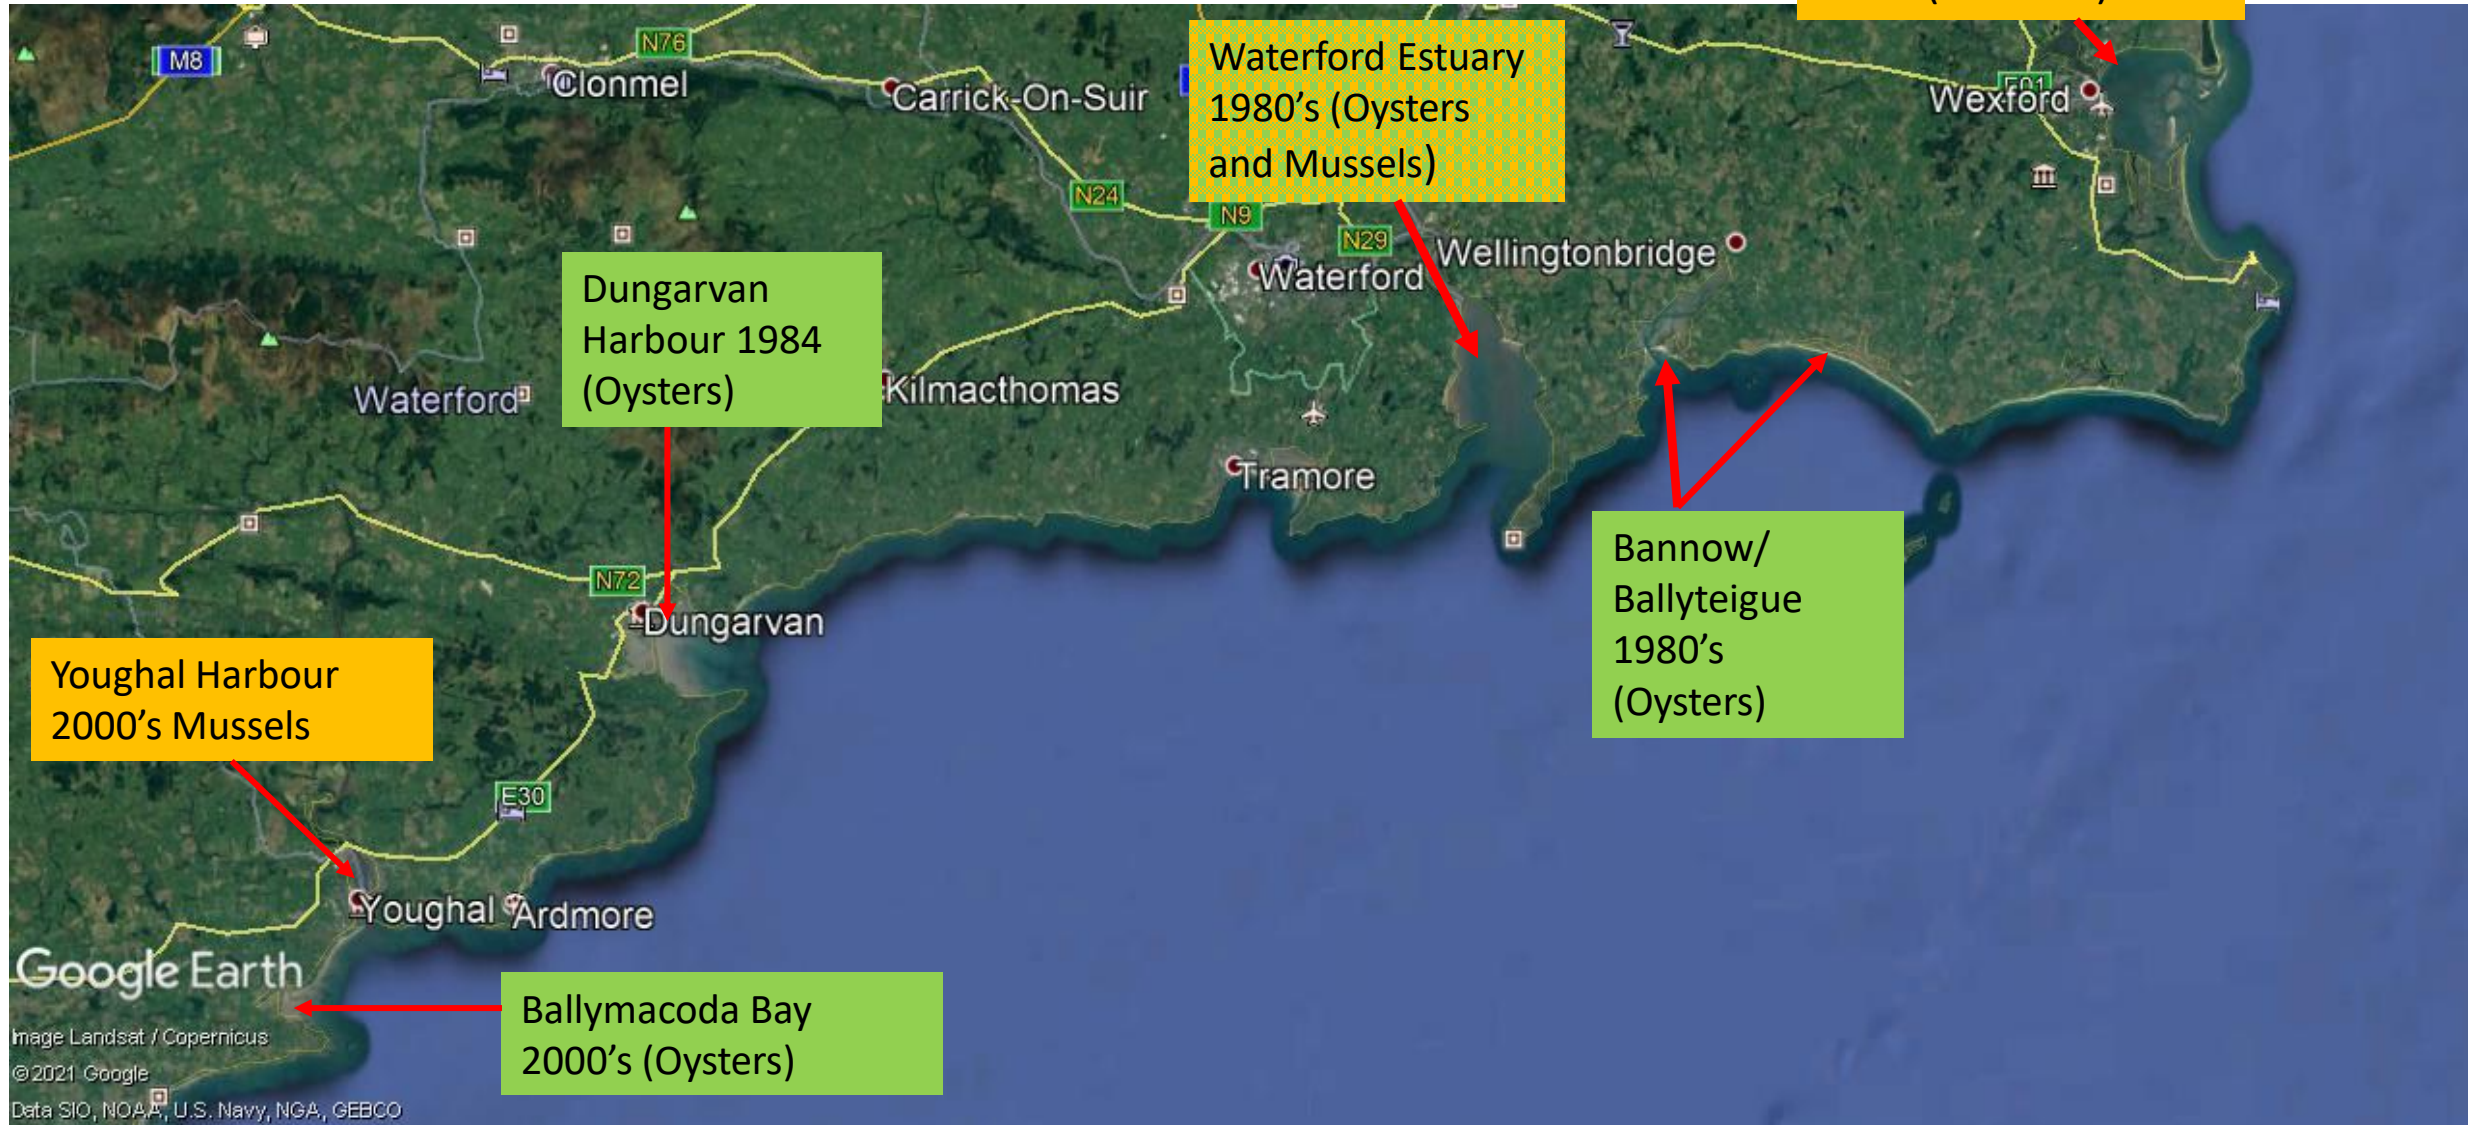 M8
N76
Clonmel
Carrick-On-Suir
N24
N9
N29
Waterford Estuary
1980's (Oysters
and Mussels)
Wexford
Wellingtonbridge
Waterford
Dungarvan
Harbour 1984
(Oysters)
Waterford
Kilmacthomas
Tramore
Bannow/
Ballyteigue
1980's
(Oysters)
N72
Dungarvan
Youghal Harbour
2000's Mussels
E30
Youghal
Ardmore
Google Earth
Ballymacoda Bay
2000's (Oysters)
Image Landsat / Copernicus
© 2021 Google
Data SIO, NOAA, U.S. Navy, NGA, GEBCO